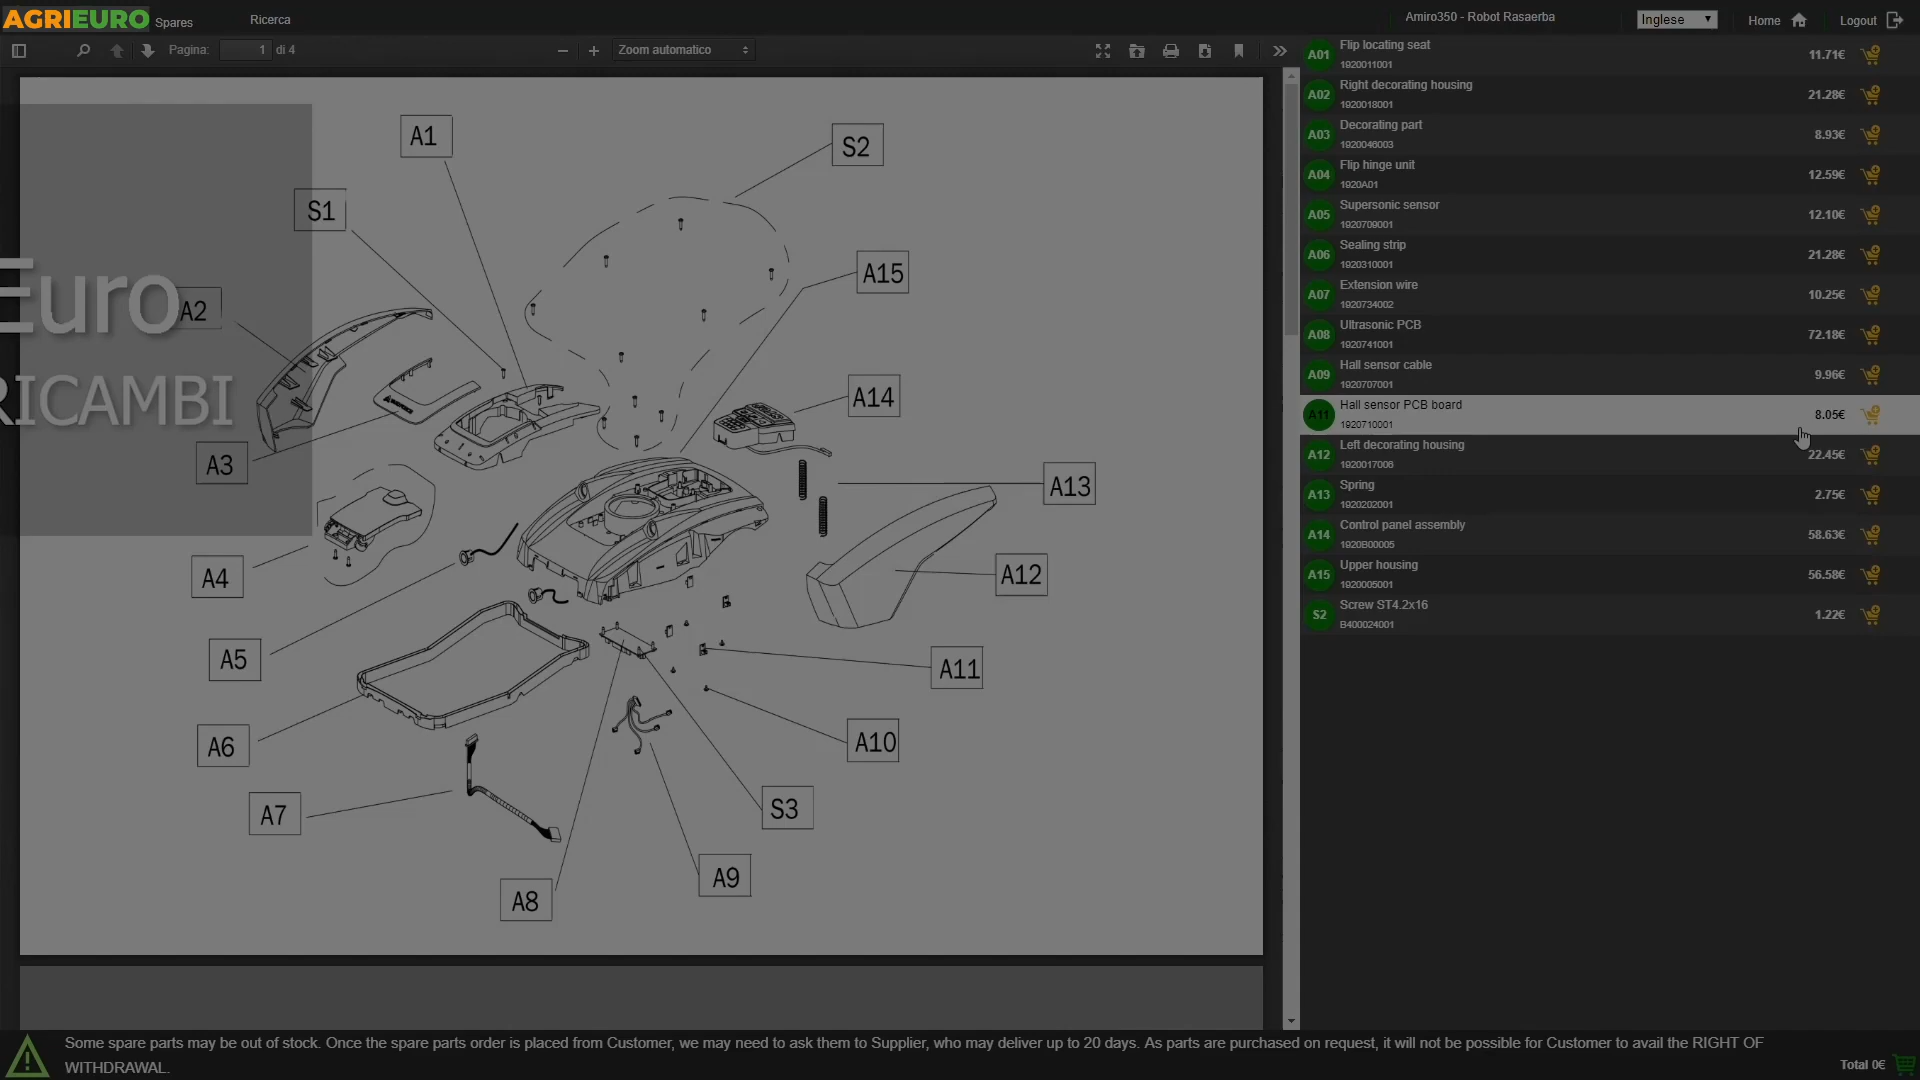 AGRIEURO Spares
Ricerca
Amiro350 - Robot Rasaerba
Inglese
Home
Logout
Pagina: 1 di 4
Zoom automatico
A1
S2
S1
A15
A2
Euro
A14
RICAMBI
A3
A13
A4
A12
A5
A11
A6
A10
A7
S3
A9
A8
A01 Flip locating seat 11.71€
1920011001
A02 Right decorating housing 21.28€
1920018001
A03 Decorating part 8.93€
1920046003
A04 Flip hinge unit 12.59€
1920A01
A05 Supersonic sensor 12.10€
1920709001
A06 Sealing strip 21.28€
1920310001
A07 Extension wire 10.25€
1920734002
A08 Ultrasonic PCB 72.18€
1920741001
A09 Hall sensor cable 9.96€
1920707001
A11 Hall sensor PCB board 8.05€
1920710001
A12 Left decorating housing 22.45€
1920017006
A13 Spring 2.75€
1920202001
A14 Control panel assembly 58.63€
1920B00005
A15 Upper housing 56.58€
1920005001
S2 Screw ST4.2x16 1.22€
B400024001
Some spare parts may be out of stock. Once the spare parts order is placed from Customer, we may need to ask them to Supplier, who may deliver up to 20 days. As parts are purchased on request, it will not be possible for Customer to avail the RIGHT OF
WITHDRAWAL.
Total 0€